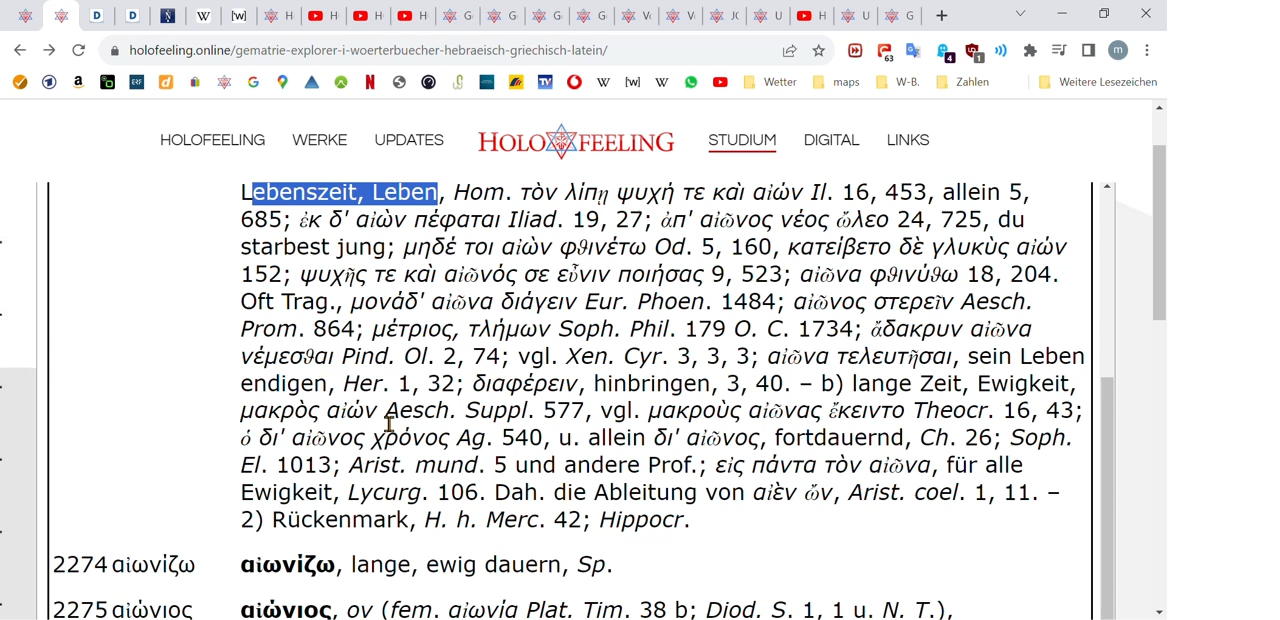 H
H
H
H
G
G
G
G
V
V
JC
U
H
U
G
holofeeling.online/gematrie-explorer-i-woerterbuecher-hebraeisch-griechisch-latein/
63
4
1
m
Wetter
maps
W-B.
Zahlen
Weitere Lesezeichen
HOLOFEELING
WERKE
UPDATES
HOLOFEELING
STUDIUM
DIGITAL
LINKS
Lebenszeit, Leben, Hom. τὸν λίπῃ ψυχή τε καὶ αἰών Il. 16, 453, allein 5,
685; ἐκ δ' αἰὼν πέφαται Iliad. 19, 27; ἀπ' αἰῶνος νέος ὤλεο 24, 725, du
starbest jung; μηδέ τοι αἰὼν φϑινέτω Od. 5, 160, κατείβετο δὲ γλυκὺς αἰών
152; ψυχῆς τε καὶ αἰῶνός σε εὖνιν ποιήσας 9, 523; αἰῶνα φϑινύϑω 18, 204.
Oft Trag., μονάδ' αἰῶνα διάγειν Eur. Phoen. 1484; αἰῶνος στερεῖν Aesch.
Prom. 864; μέτριος, τλήμων Soph. Phil. 179 O. C. 1734; ἄδακρυν αἰῶνα
νέμεσϑαι Pind. Ol. 2, 74; vgl. Xen. Cyr. 3, 3, 3; αἰῶνα τελευτῆσαι, sein Leben
endigen, Her. 1, 32; διαφέρειν, hinbringen, 3, 40. – b) lange Zeit, Ewigkeit,
μακρὸς αἰών Aesch. Suppl. 577, vgl. μακροὺς αἰῶνας ἔκειντο Theocr. 16, 43;
ὁ δι' αἰῶνος χρόνος Ag. 540, u. allein δι' αἰῶνος, fortdauernd, Ch. 26; Soph.
El. 1013; Arist. mund. 5 und andere Prof.; εἰς πάντα τὸν αἰῶνα, für alle
Ewigkeit, Lycurg. 106. Dah. die Ableitung von αἰὲν ὤν, Arist. coel. 1, 11. –
2) Rückenmark, H. h. Merc. 42; Hippocr.
2274 αἰωνίζω αἰωνίζω, lange, ewig dauern, Sp.
2275 αἰώνιος αἰώνιος, ον (fem. αἰωνία Plat. Tim. 38 b; Diod. S. 1, 1 u. N. T.),